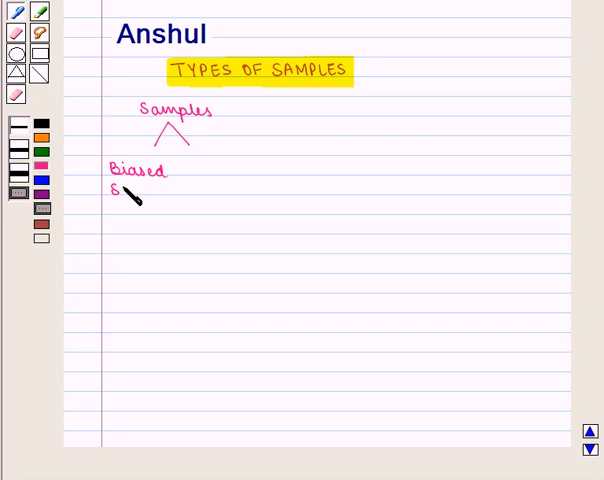 Anshul
TYPES OF SAMPLES
Samples
Biased
S